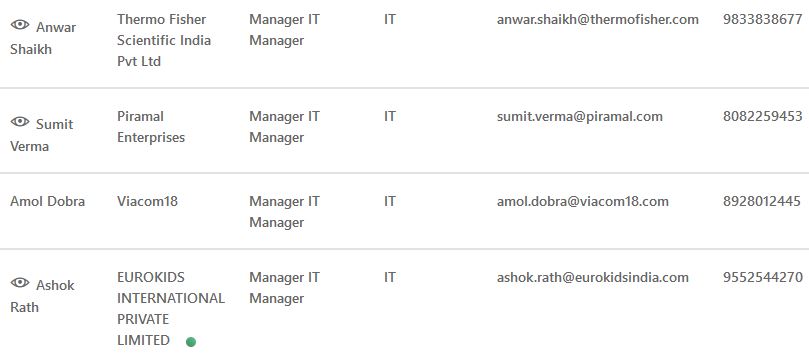 Anwar Shaikh
Thermo Fisher Scientific India Pvt Ltd
Manager IT Manager
IT
anwar.shaikh@thermofisher.com
9833838677
Sumit Verma
Piramal Enterprises
Manager IT Manager
IT
sumit.verma@piramal.com
8082259453
Amol Dobra
Viacom18
Manager IT Manager
IT
amol.dobra@viacom18.com
8928012445
Ashok Rath
EUROKIDS INTERNATIONAL PRIVATE LIMITED
Manager IT Manager
IT
ashok.rath@eurokidsindia.com
9552544270